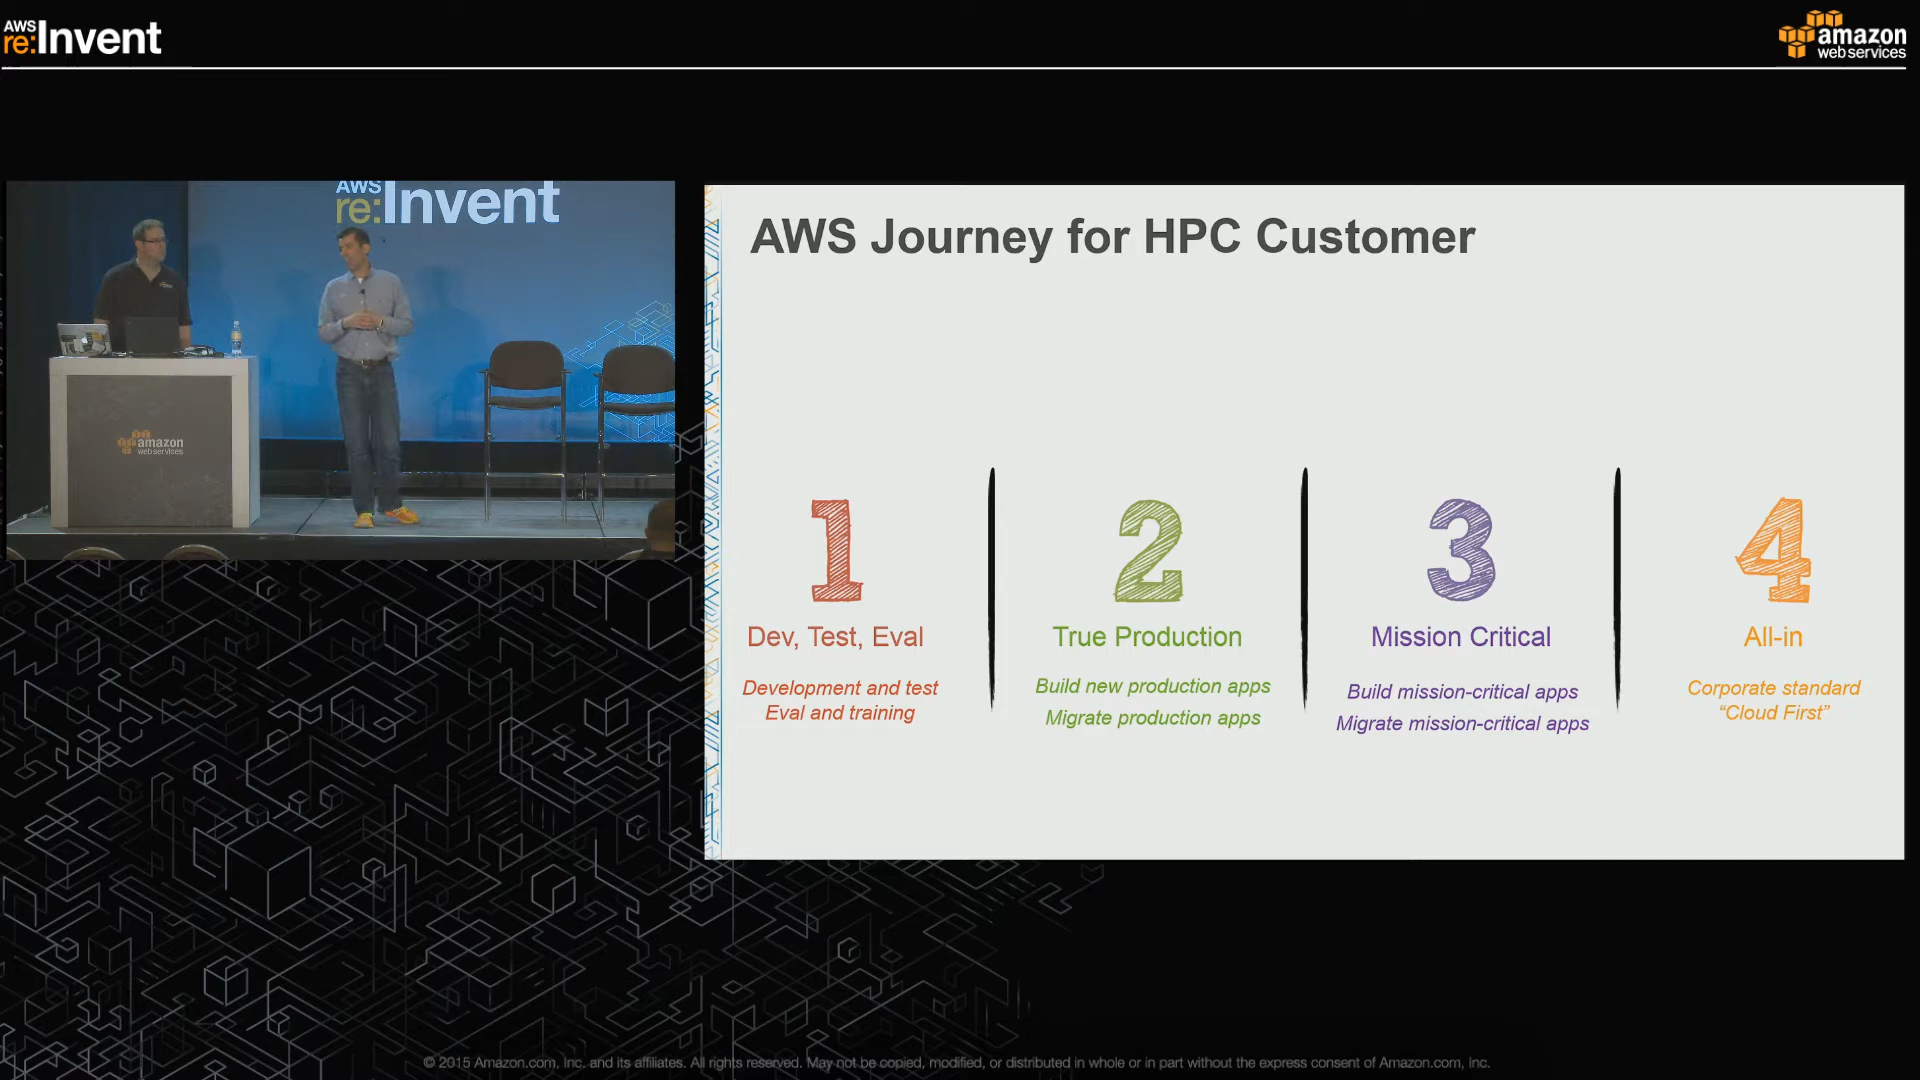 AWS
re:Invent
amazon
web services
AWS
re:Invent
amazon
web services
AWS Journey for HPC Customer
1
Dev, Test, Eval
Development and test
Eval and training
2
True Production
Build new production apps
Migrate production apps
3
Mission Critical
Build mission-critical apps
Migrate mission-critical apps
4
All-in
Corporate standard
“Cloud First”
© 2015 Amazon.com, Inc. and its affiliates. All rights reserved. May not be copied, modified, or distributed in whole or in part without the express consent of Amazon.com, Inc.